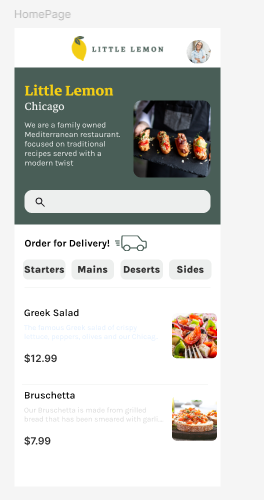 HomePage
LITTLE LEMON
Little Lemon
Chicago
We are a family owned
Mediterranean restaurant.
focused on traditional
recipes served with a
modern twist
Order for Delivery!
Starters Mains Deserts Sides
Greek Salad
The famous Greek salad of crispy
lettuce, peppers, olives and our Chicago...
$12.99
Bruschetta
Our Bruschetta is made from grilled
bread that has been smeared with garlic...
$7.99